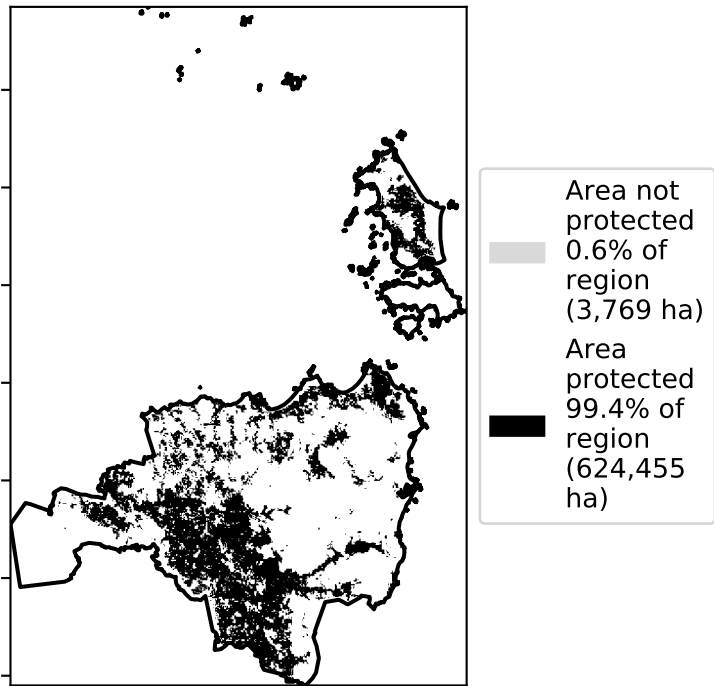 Area not
protected
0.6% of
region
(3,769 ha)
Area
protected
99.4% of
region
(624,455
ha)